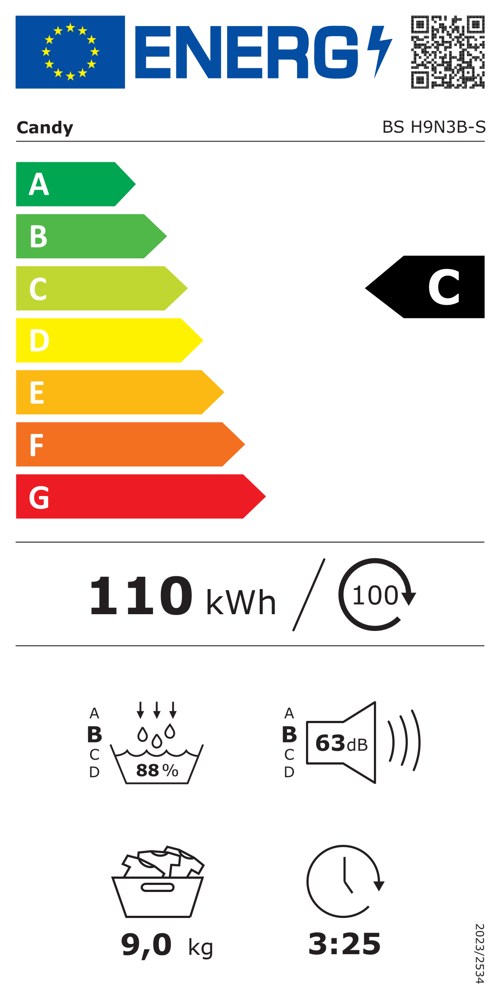 ENERG
Candy
BS H9N3B-S
A
B
C
C
D
E
F
G
110 kWh
100
A
B
C
D
88 %
A
B
C
D
63dB
9,0 kg
3:25
2023/2534